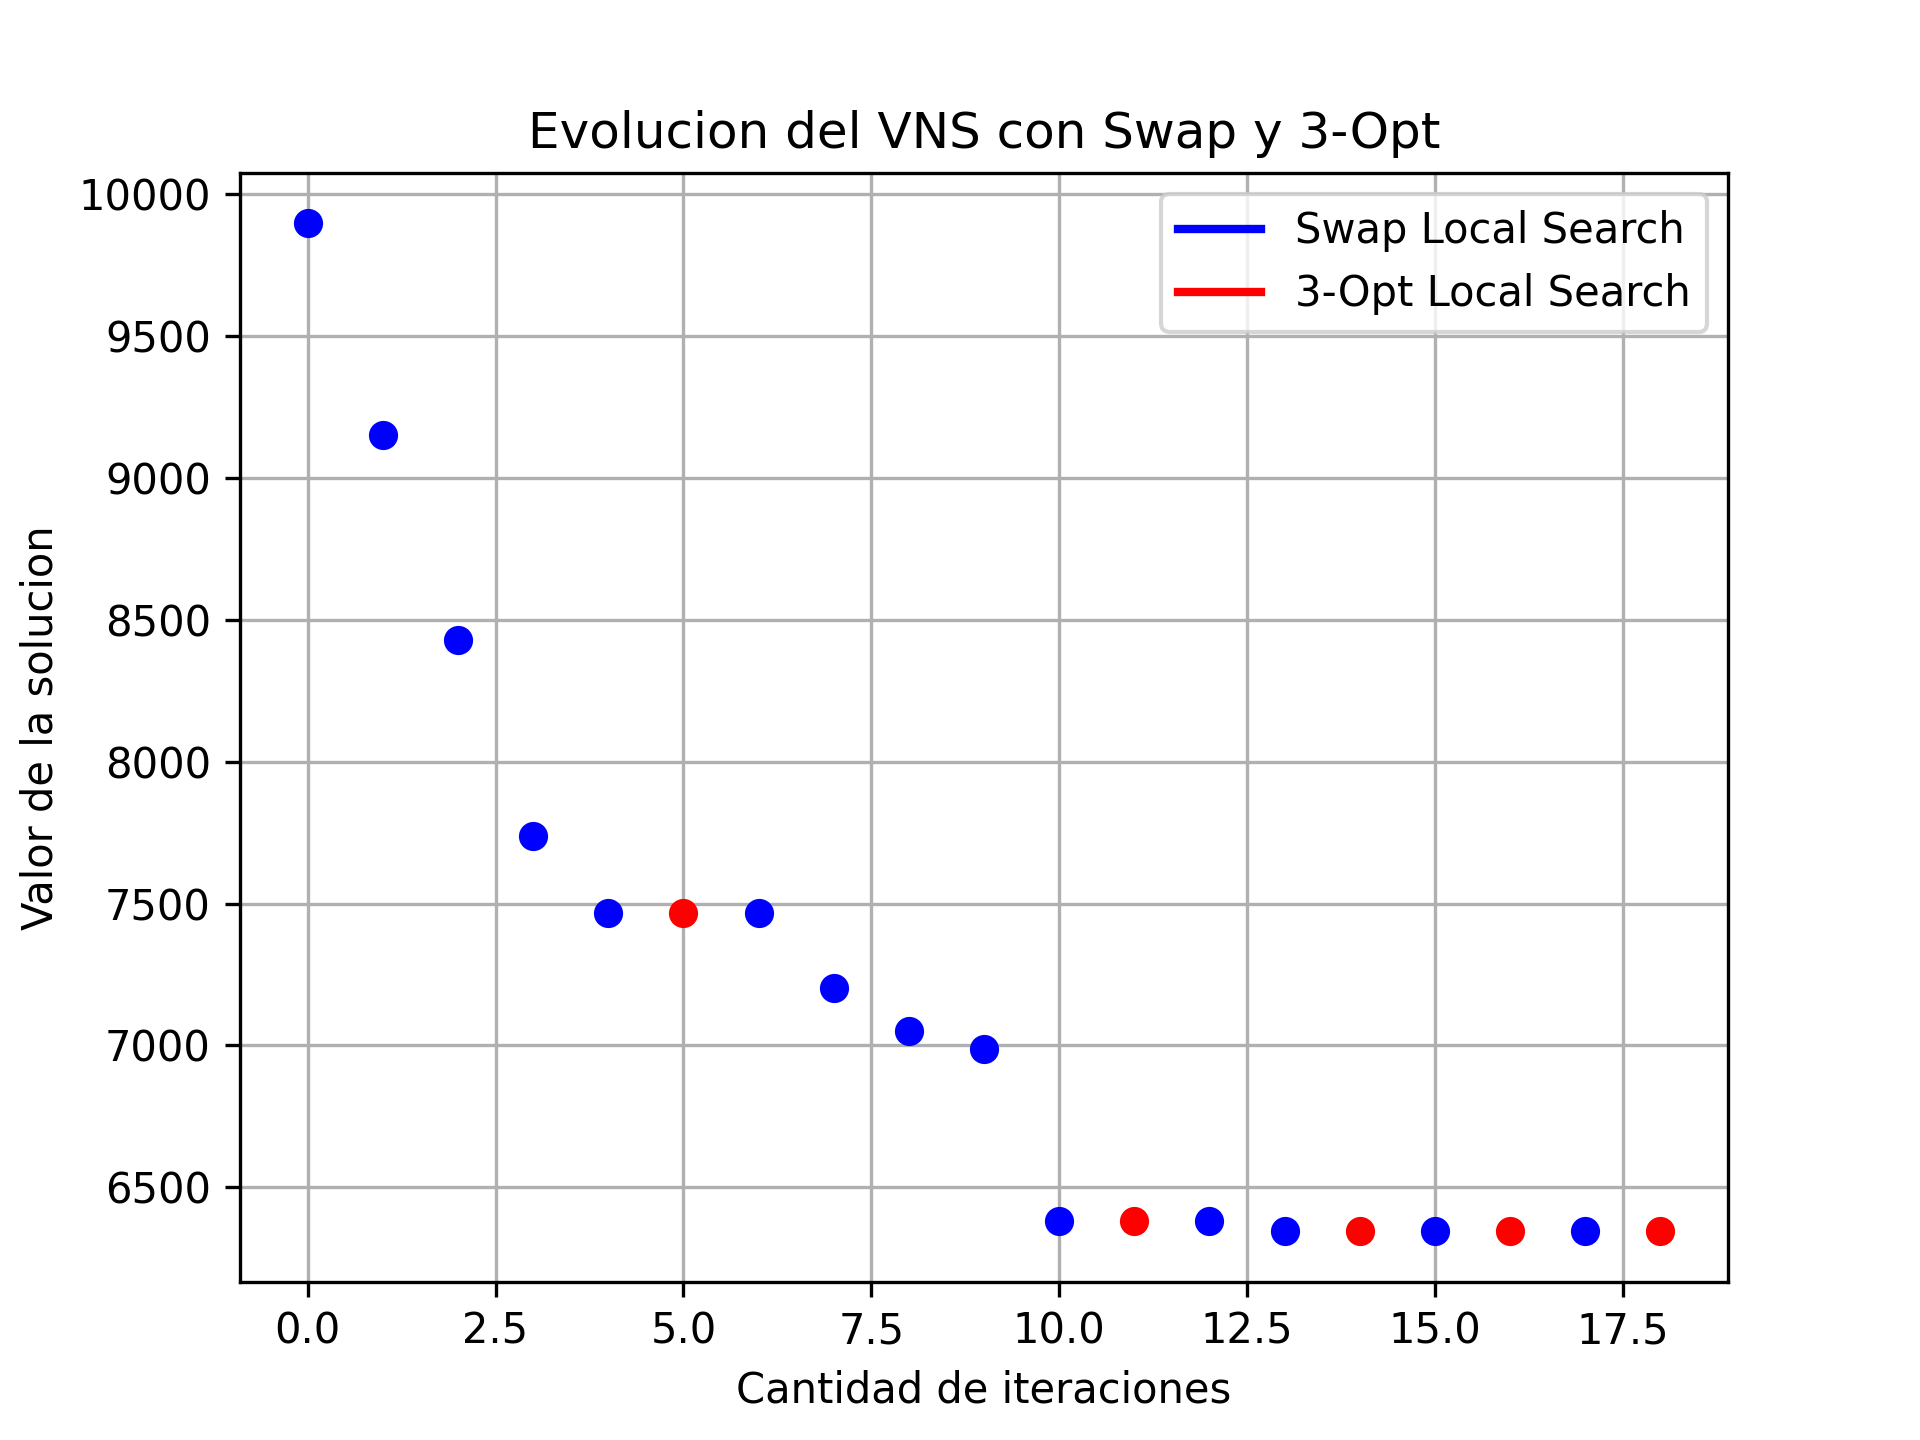 Evolucion del VNS con Swap y 3-Opt
Swap Local Search
3-Opt Local Search
Valor de la solucion
10000
9500
9000
8500
8000
7500
7000
6500
0.0 2.5 5.0 7.5 10.0 12.5 15.0 17.5
Cantidad de iteraciones